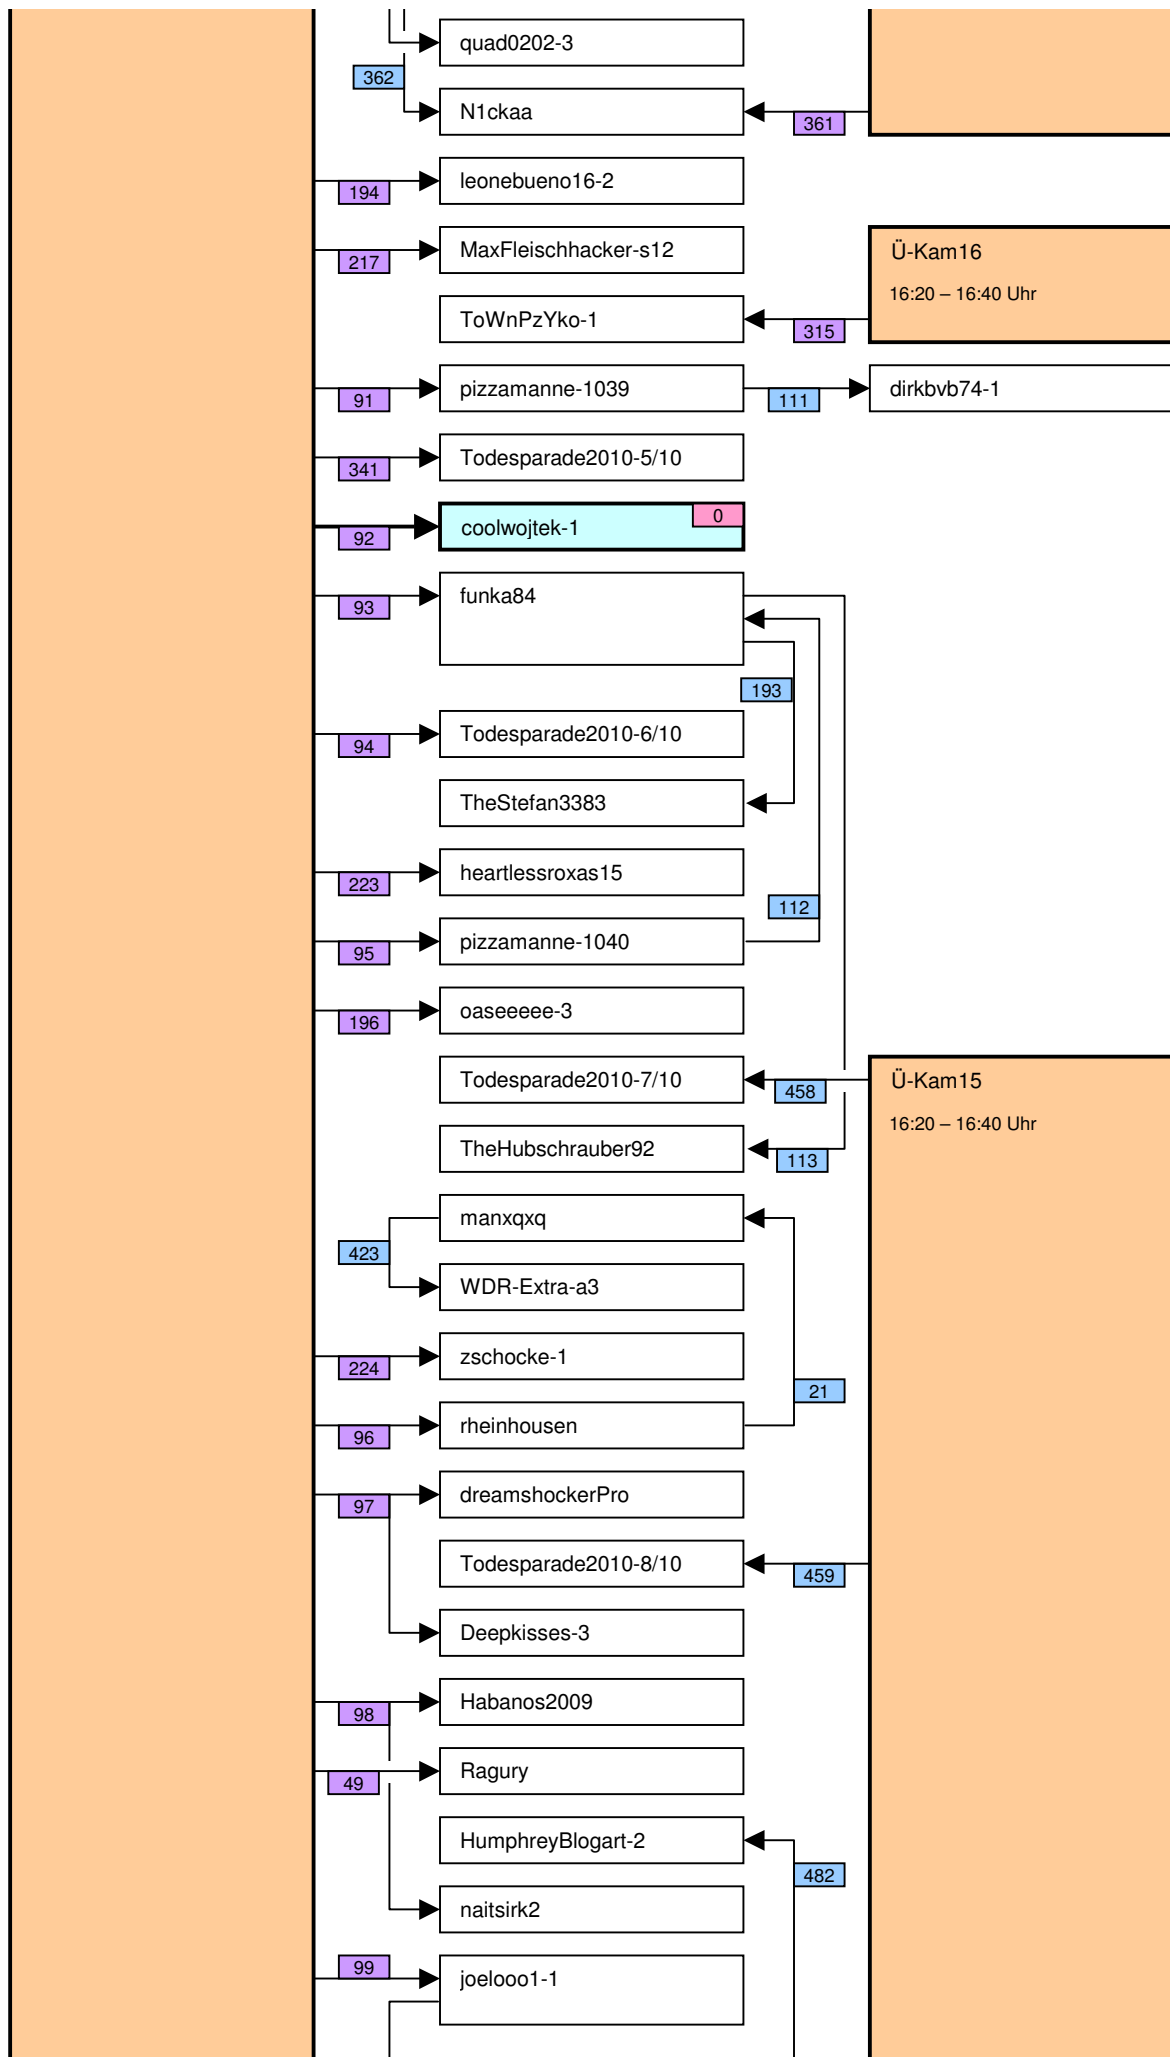 quad0202-3
362
N1ckaa
361
194
leonebueno16-2
217
MaxFleischhacker-s12
Ü-Kam16
16:20 – 16:40 Uhr
ToWnPzYko-1
315
91
pizzamanne-1039
111
dirkbvb74-1
341
Todesparade2010-5/10
92
coolwojtek-1
0
93
funka84
193
94
Todesparade2010-6/10
TheStefan3383
223
heartlessroxas15
112
95
pizzamanne-1040
196
oaseeeee-3
Todesparade2010-7/10
458
Ü-Kam15
16:20 – 16:40 Uhr
TheHubschrauber92
113
manxqxq
423
WDR-Extra-a3
224
zschocke-1
21
96
rheinhousen
97
dreamshockerPro
Todesparade2010-8/10
459
Deepkisses-3
98
Habanos2009
49
Ragury
HumphreyBlogart-2
482
naitsirk2
99
joelooo1-1